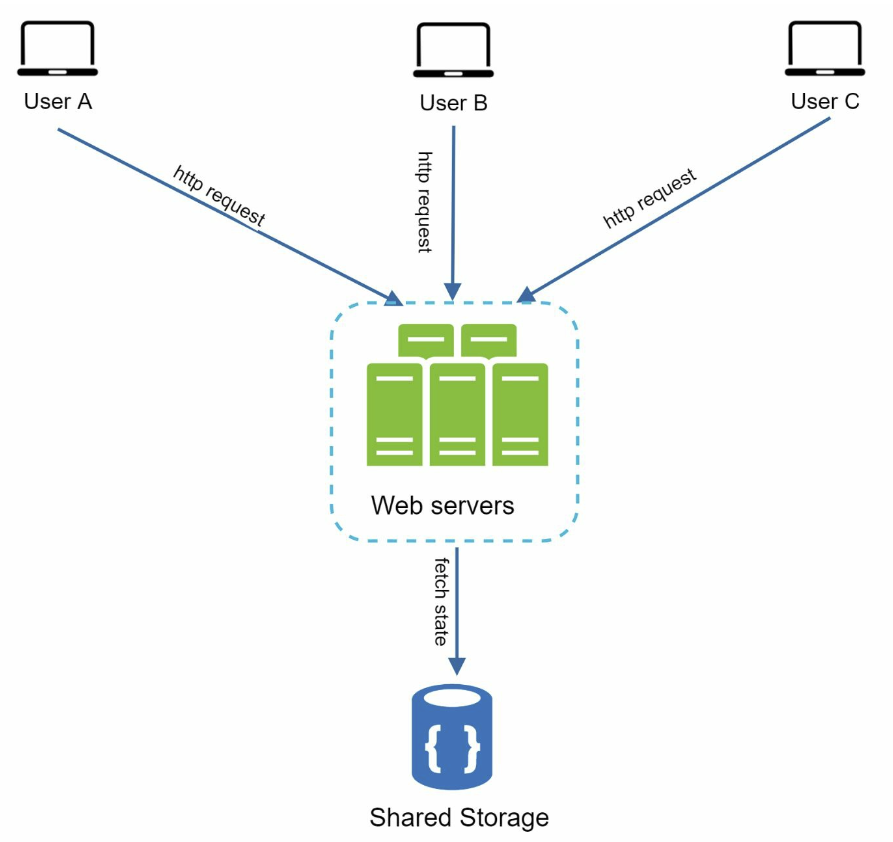 User A
User B
User C
http request
http request
http request
Web servers
fetch state
{ }
Shared Storage